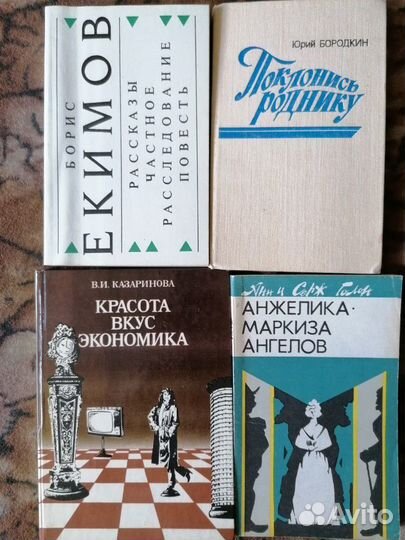 БОРИС
ЕКИМОВ
РАССКАЗЫ
ЧАСТНОЕ
РАССЛЕДОВАНИЕ
ПОВЕСТЬ
Юрий БОРОДКИН
Поклонись
роднику
В.И. КАЗАРИНОВА
КРАСОТА
ВКУС
ЭКОНОМИКА
Анн и Серж Голон
АНЖЕЛИКА·
МАРКИЗА
АНГЕЛОВ
Avito